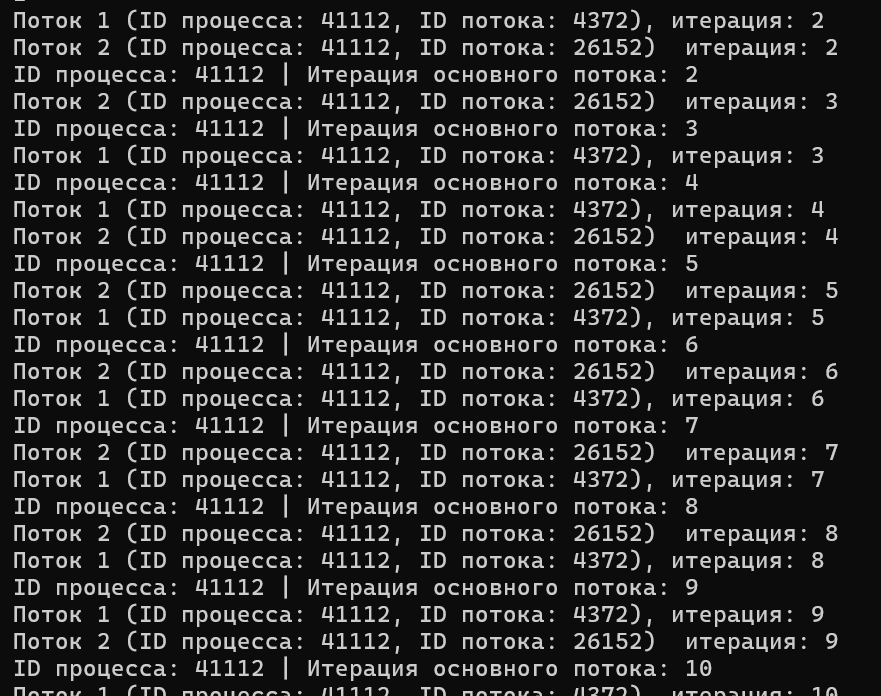 Поток 1 (ID процесса: 41112, ID потока: 4372), итерация: 2
Поток 2 (ID процесса: 41112, ID потока: 26152)  итерация: 2
ID процесса: 41112 | Итерация основного потока: 2
Поток 2 (ID процесса: 41112, ID потока: 26152)  итерация: 3
ID процесса: 41112 | Итерация основного потока: 3
Поток 1 (ID процесса: 41112, ID потока: 4372), итерация: 3
ID процесса: 41112 | Итерация основного потока: 4
Поток 1 (ID процесса: 41112, ID потока: 4372), итерация: 4
Поток 2 (ID процесса: 41112, ID потока: 26152)  итерация: 4
ID процесса: 41112 | Итерация основного потока: 5
Поток 2 (ID процесса: 41112, ID потока: 26152)  итерация: 5
Поток 1 (ID процесса: 41112, ID потока: 4372), итерация: 5
ID процесса: 41112 | Итерация основного потока: 6
Поток 2 (ID процесса: 41112, ID потока: 26152)  итерация: 6
Поток 1 (ID процесса: 41112, ID потока: 4372), итерация: 6
ID процесса: 41112 | Итерация основного потока: 7
Поток 2 (ID процесса: 41112, ID потока: 26152)  итерация: 7
Поток 1 (ID процесса: 41112, ID потока: 4372), итерация: 7
ID процесса: 41112 | Итерация основного потока: 8
Поток 2 (ID процесса: 41112, ID потока: 26152)  итерация: 8
Поток 1 (ID процесса: 41112, ID потока: 4372), итерация: 8
ID процесса: 41112 | Итерация основного потока: 9
Поток 1 (ID процесса: 41112, ID потока: 4372), итерация: 9
Поток 2 (ID процесса: 41112, ID потока: 26152)  итерация: 9
ID процесса: 41112 | Итерация основного потока: 10
Поток 1 (ID процесса: 41112, ID потока: 4372), итерация: 10